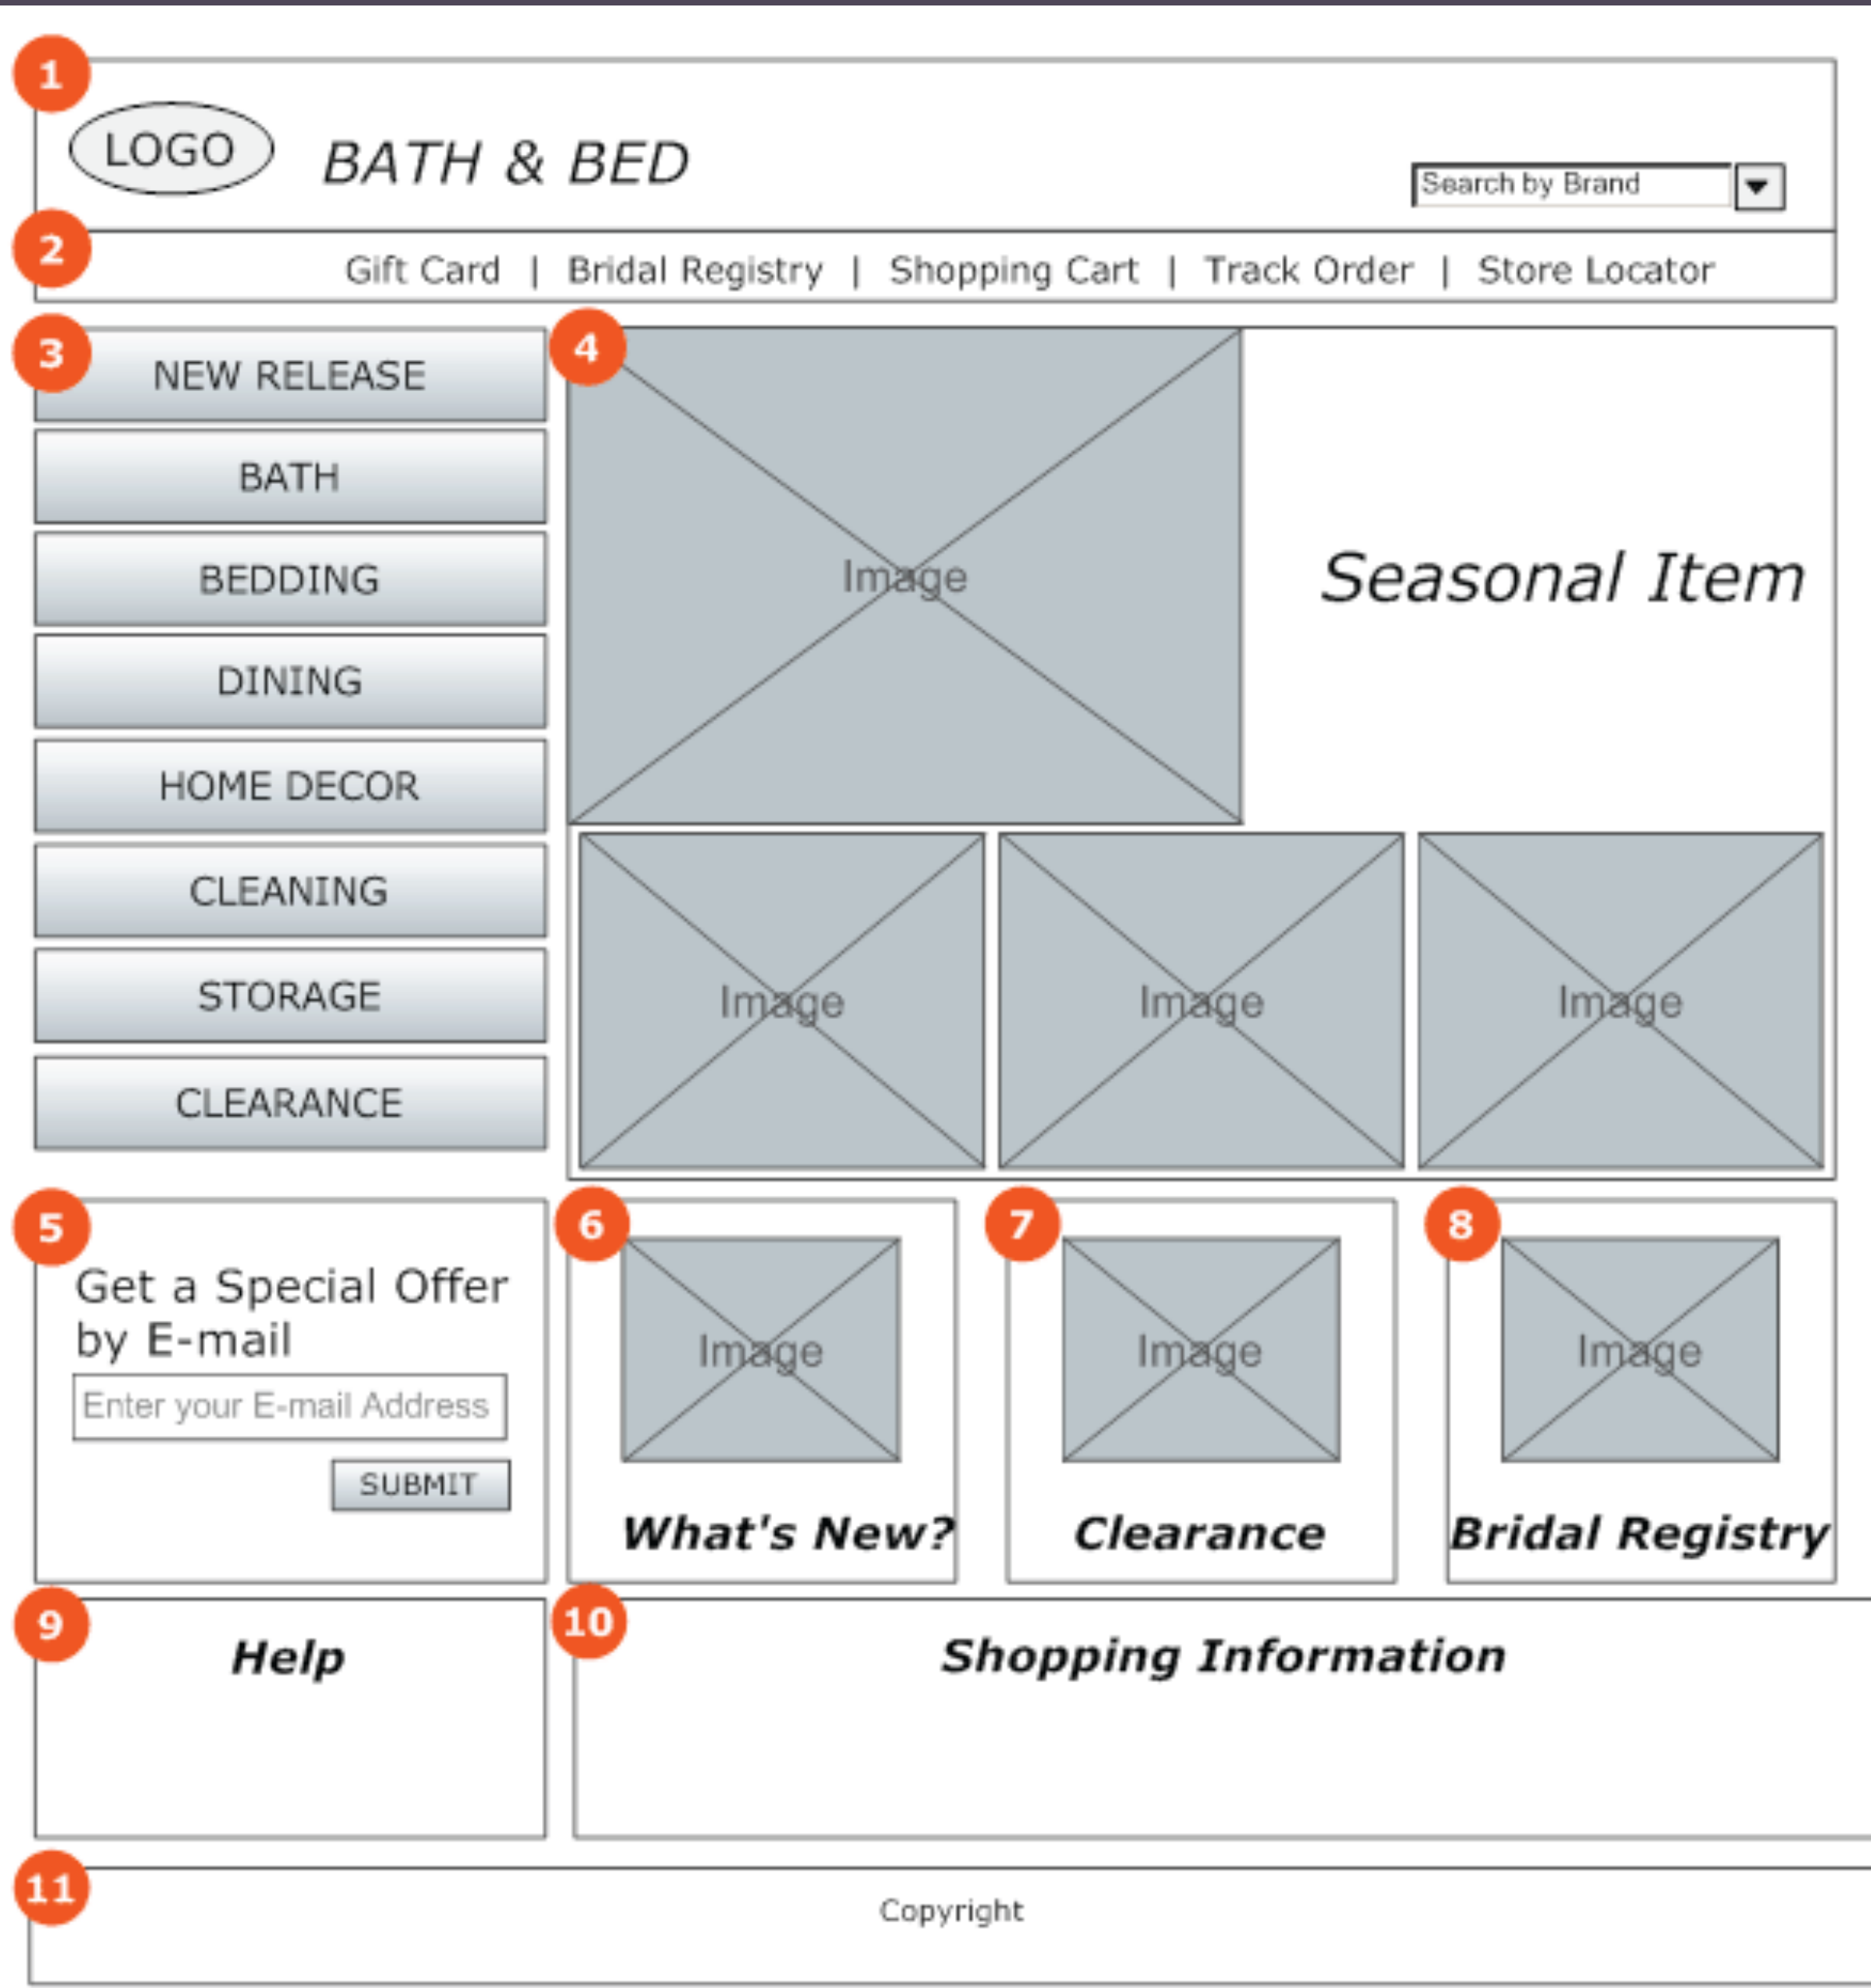 1
LOGO
BATH & BED
Search by Brand
2
Gift Card | Bridal Registry | Shopping Cart | Track Order | Store Locator
3
NEW RELEASE
BATH
BEDDING
DINING
HOME DECOR
CLEANING
STORAGE
CLEARANCE
4
Image
Seasonal Item
Image
Image
Image
5
Get a Special Offer
by E-mail
Enter your E-mail Address
SUBMIT
6
Image
What's New?
7
Image
Clearance
8
Image
Bridal Registry
9
Help
10
Shopping Information
11
Copyright